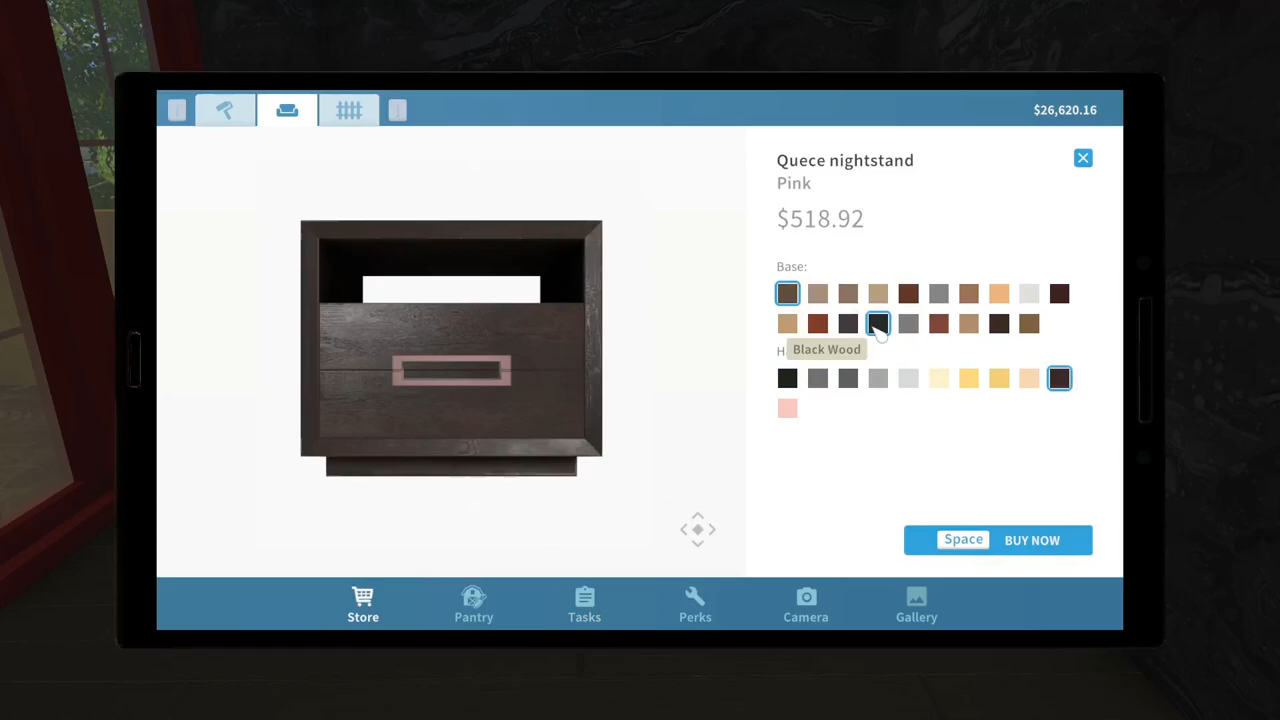 $26,620.16
Quece nightstand
Pink
$518.92
Base:
H
Black Wood
Space BUY NOW
Store Pantry Tasks Perks Camera Gallery